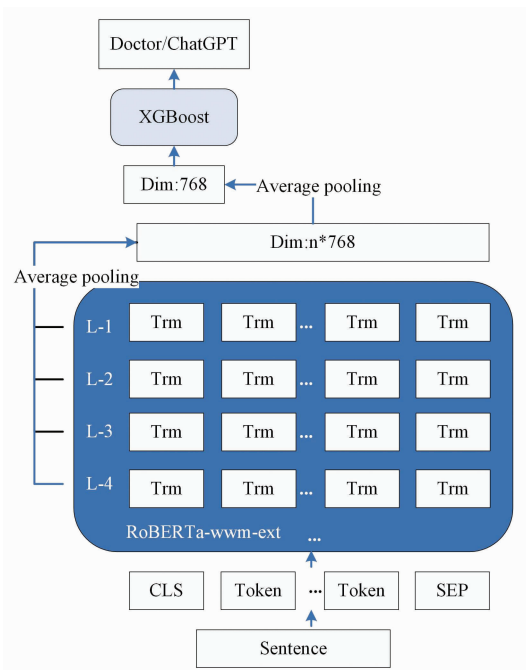 Doctor/ChatGPT
XGBoost
Dim:768
Average pooling
Dim:n*768
Average pooling
L-1 Trm Trm ... Trm Trm
L-2 Trm Trm ... Trm Trm
L-3 Trm Trm ... Trm Trm
L-4 Trm Trm ... Trm Trm
RoBERTa-wwm-ext ...
CLS Token ... Token SEP
Sentence